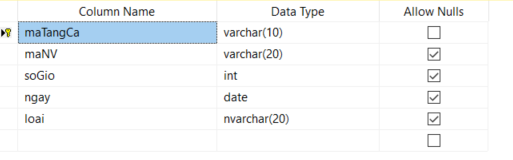 Column Name Data Type Allow Nulls
maTangCa varchar(10)
maNV varchar(20)
soGio int
ngay date
loai nvarchar(20)